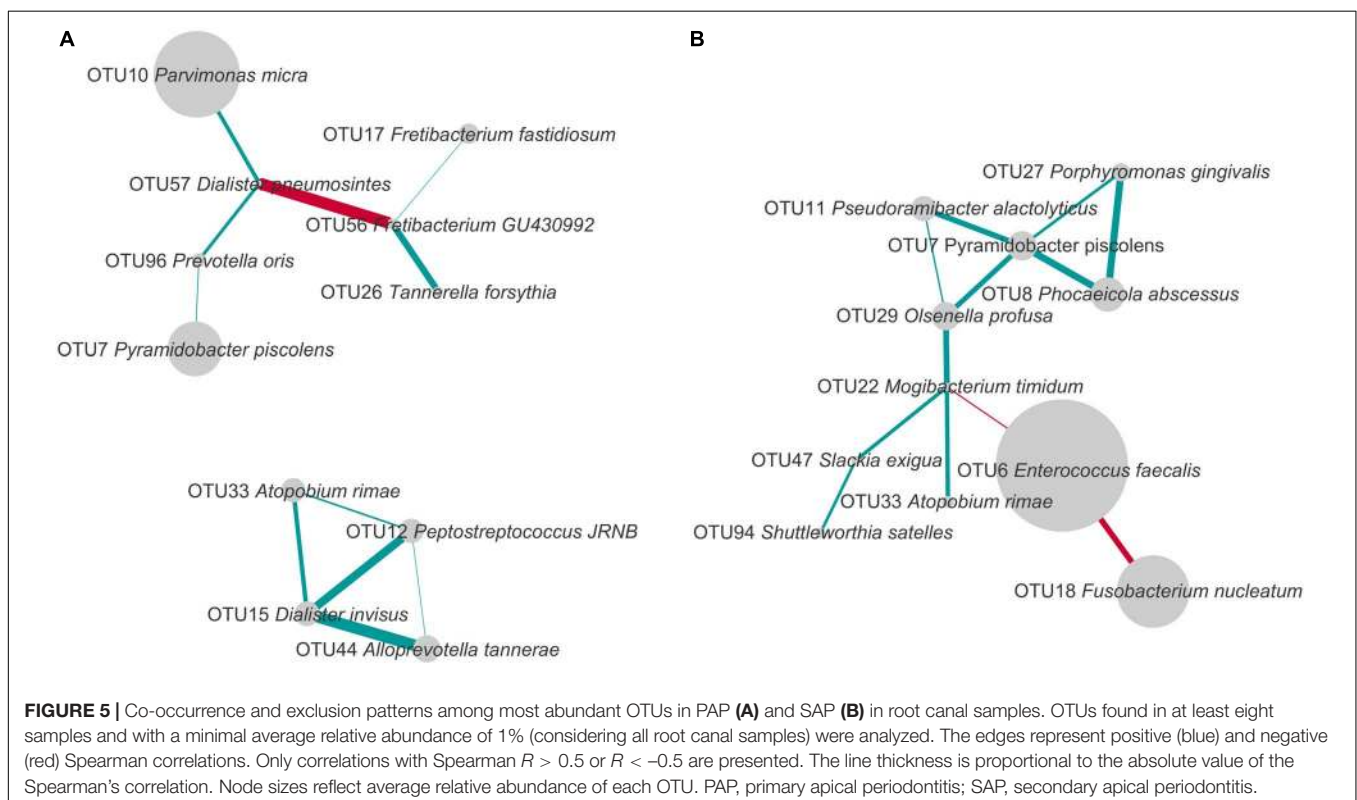 A
OTU10 Parvimonas micra
OTU17 Fretibacterium fastidiosum
OTU57 Dialister pneumosintes
OTU56 Fretibacterium GU430992
OTU96 Prevotella oris
OTU26 Tannerella forsythia
OTU7 Pyramidobacter piscolens
OTU33 Atopobium rimae
OTU12 Peptostreptococcus JRNB
OTU15 Dialister invisus
OTU44 Alloprevotella tannerae
B
OTU27 Porphyromonas gingivalis
OTU11 Pseudoramibacter alactolyticus
OTU7 Pyramidobacter piscolens
OTU8 Phocaeicola abscessus
OTU29 Olsenella profusa
OTU22 Mogibacterium timidum
OTU47 Slackia exigua
OTU6 Enterococcus faecalis
OTU33 Atopobium rimae
OTU94 Shuttleworthia satelles
OTU18 Fusobacterium nucleatum
FIGURE 5 | Co-occurrence and exclusion patterns among most abundant OTUs in PAP (A) and SAP (B) in root canal samples. OTUs found in at least eight
samples and with a minimal average relative abundance of 1% (considering all root canal samples) were analyzed. The edges represent positive (blue) and negative
(red) Spearman correlations. Only correlations with Spearman R > 0.5 or R < –0.5 are presented. The line thickness is proportional to the absolute value of the
Spearman's correlation. Node sizes reflect average relative abundance of each OTU. PAP, primary apical periodontitis; SAP, secondary apical periodontitis.